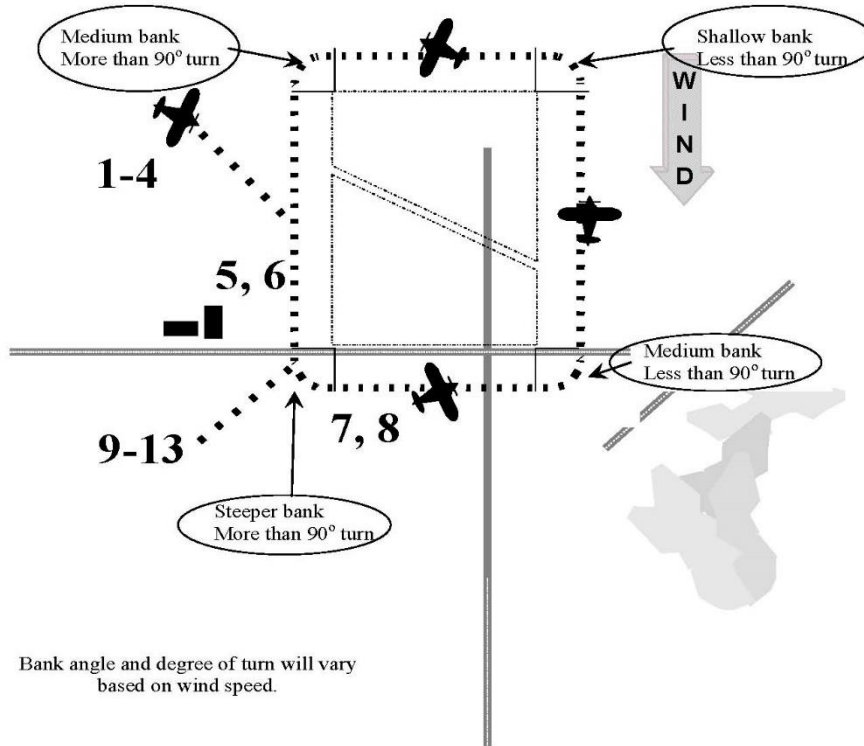 Medium bank
More than 90° turn
Shallow bank
Less than 90° turn
WIND
1-4
5, 6
Medium bank
Less than 90° turn
7, 8
9-13
Steeper bank
More than 90° turn
Bank angle and degree of turn will vary
based on wind speed.